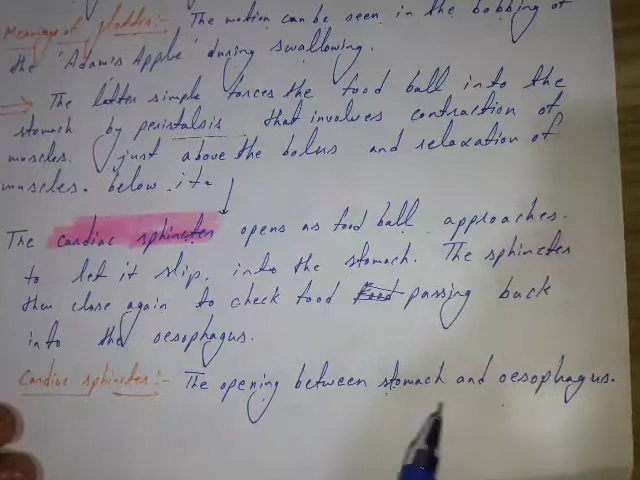 Meaning of glottis:- The motion can be seen in the bobbing of
the 'Adam's Apple' during swallowing.
The latter simple forces the food ball into the
stomach by peristalsis that involves contraction of
muscles. just above the bolus and relaxation of
muscles. below it.
The cardiac sphincter opens as food ball approaches.
to let it slip. into the stomach. The sphincter
then close again to check food passing back
into the oesophagus.
Cardiac sphincter:- The opening between stomach and oesophagus.